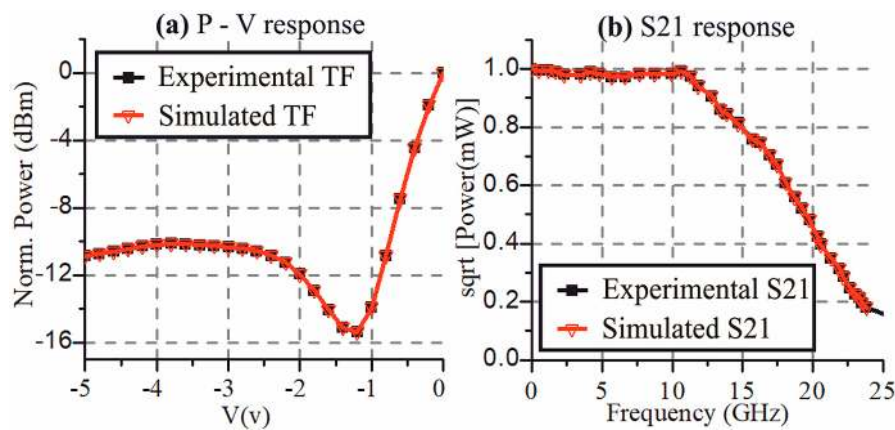 (a) P - V response
Experimental TF
Simulated TF
Norm. Power (dBm)
0
-4
-8
-12
-16
-5 -4 -3 -2 -1 0
V(v)
(b) S21 response
sqrt [Power(mW)]
1.0
0.8
0.6
0.4
0.2
0.0
Experimental S21
Simulated S21
0 5 10 15 20 25
Frequency (GHz)